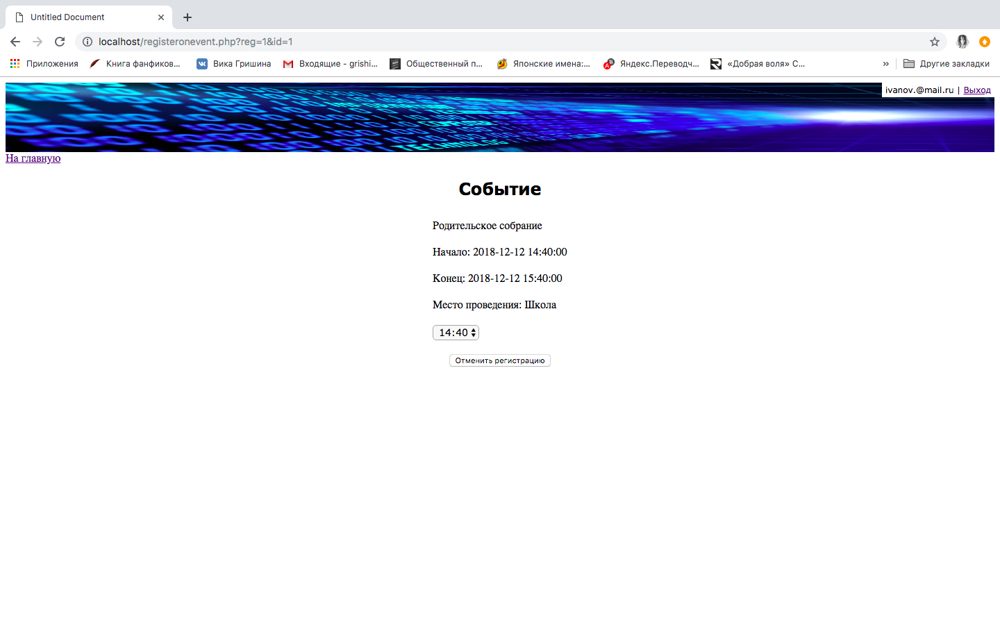 Untitled Document
localhost/registeronevent.php?reg=1&id=1
Приложения Книга фанфиков... Вика Гришина Входящие - grishi... Общественный п... Японские имена:... Яндекс.Переводч... «Добрая воля» С... » Другие закладки
ivanov.@mail.ru | Выход
TECHNOLOG
На главную
Событие
Родительское собрание
Начало: 2018-12-12 14:40:00
Конец: 2018-12-12 15:40:00
Место проведения: Школа
14:40
Отменить регистрацию